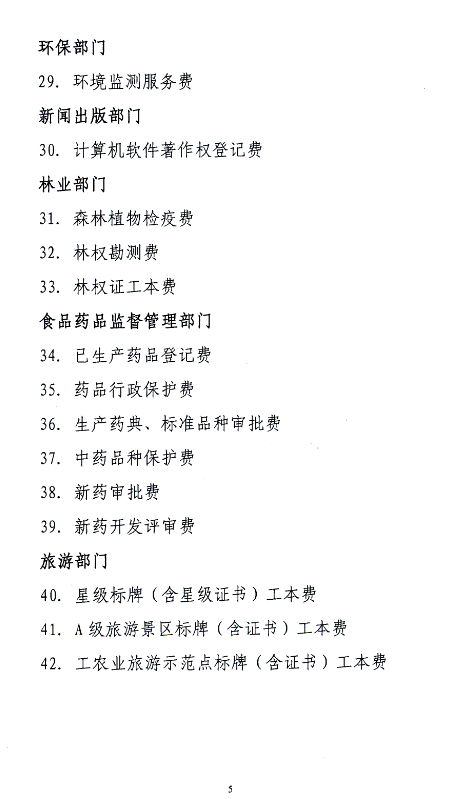 环保部门
29. 环境监测服务费
新闻出版部门
30. 计算机软件著作权登记费
林业部门
31. 森林植物检疫费
32. 林权勘测费
33. 林权证工本费
食品药品监督管理部门
34. 已生产药品登记费
35. 药品行政保护费
36. 生产药典、标准品种审批费
37. 中药品种保护费
38. 新药审批费
39. 新药开发评审费
旅游部门
40. 星级标牌（含星级证书）工本费
41. A 级旅游景区标牌（含证书）工本费
42. 工农业旅游示范点标牌（含证书）工本费
5